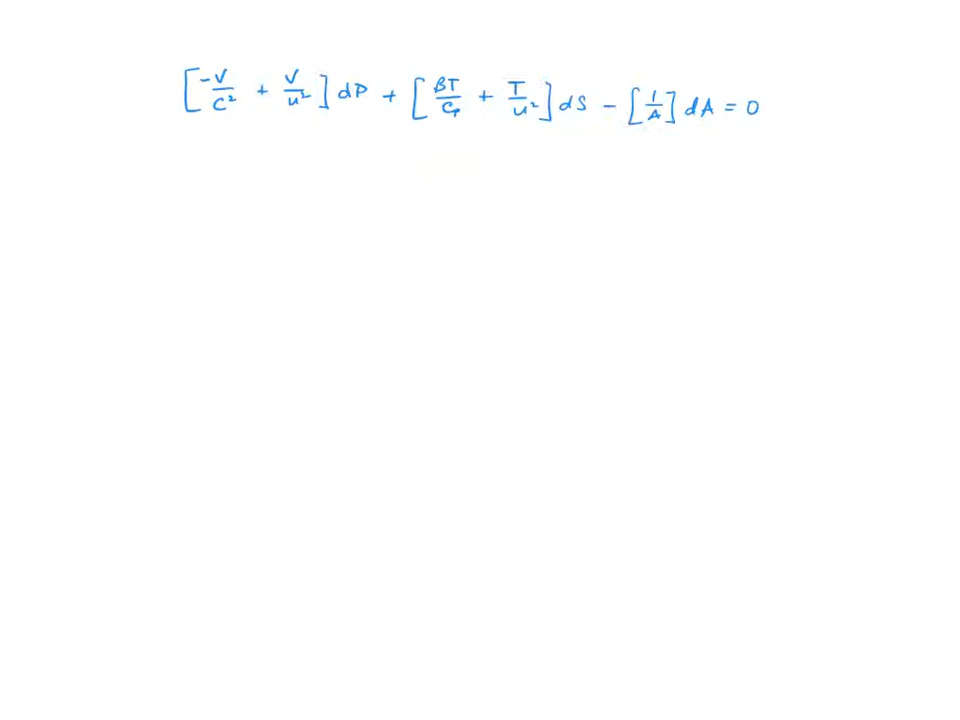 [-V/C² + V/u²] dP + [βT/Cp + T/u²] dS - [1/A] dA = 0